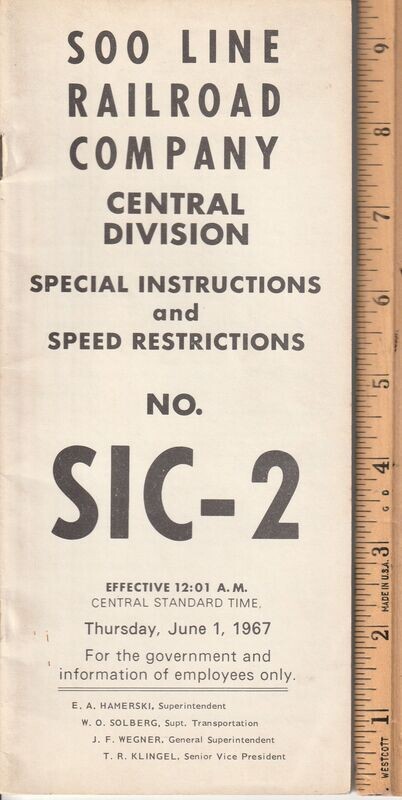 SOO LINE
RAILROAD
COMPANY
CENTRAL
DIVISION
SPECIAL INSTRUCTIONS
and
SPEED RESTRICTIONS
NO.
SIC-2
EFFECTIVE 12:01 A.M.
CENTRAL STANDARD TIME,
Thursday, June 1, 1967
For the government and
information of employees only.
E. A. HAMERSKI, Superintendent
W. O. SOLBERG, Supt. Transportation
J. F. WEGNER, General Superintendent
T. R. KLINGEL, Senior Vice President
9
8
7
6
5
4
3
2
1
G D
MADE IN U.S.A.
WESTCOTT